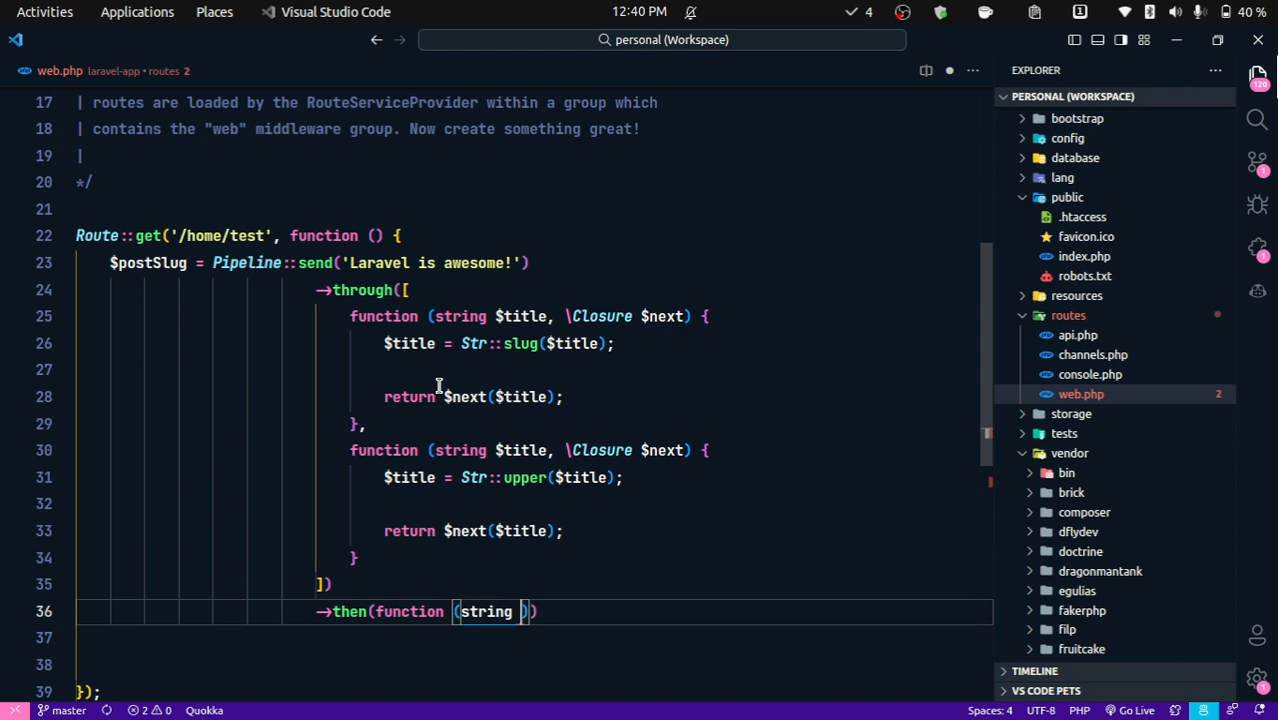 Activities Applications Places Visual Studio Code 12:40 PM 4 1 40 %
personal (Workspace)
web.php laravel-app • routes 2
17 | routes are loaded by the RouteServiceProvider within a group which
18 | contains the "web" middleware group. Now create something great!
19 |
20 */
21
22 Route::get('/home/test', function () {
23 $postSlug = Pipeline::send('Laravel is awesome!')
24 ->through([
25 function (string $title, \Closure $next) {
26 $title = Str::slug($title);
27
28 return $next($title);
29 },
30 function (string $title, \Closure $next) {
31 $title = Str::upper($title);
32
33 return $next($title);
34 }
35 ])
36 ->then(function (string ))
37
38
39 });
EXPLORER
PERSONAL (WORKSPACE)
bootstrap
config
database
lang
public
.htaccess
favicon.ico
index.php
robots.txt
resources
routes
api.php
channels.php
console.php
web.php 2
storage
tests
vendor
bin
brick
composer
dflydev
doctrine
dragonmantank
egulias
fakerphp
filp
fruitcake
TIMELINE
VS CODE PETS
120
1
1
1
master 2 0 Quokka Spaces: 4 UTF-8 PHP Go Live